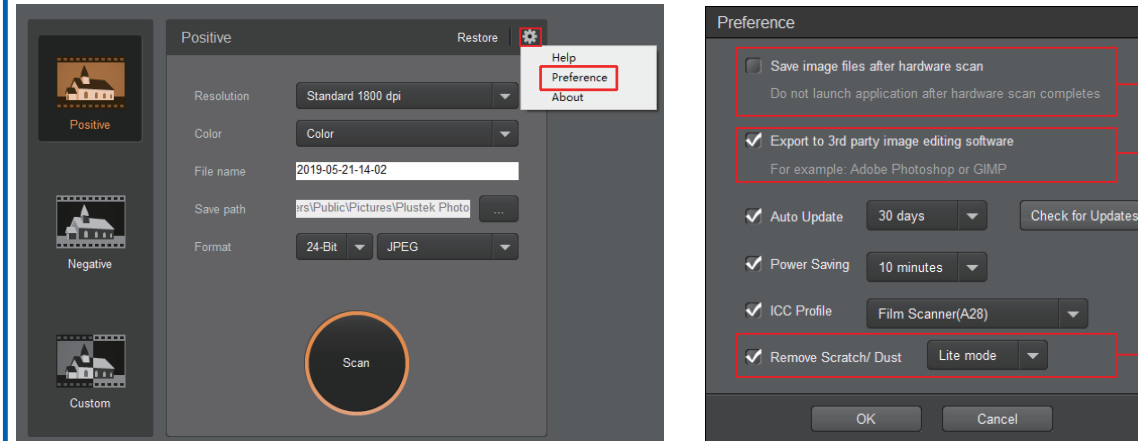 Positive
Restore
Help
Preference
About
Resolution
Standard 1800 dpi
Positive
Color
Color
File name
2019-05-21-14-02
Save path
ers\Public\Pictures\Plustek Photo
...
Format
24-Bit
JPEG
Negative
Scan
Custom
Preference
Save image files after hardware scan
Do not launch application after hardware scan completes
Export to 3rd party image editing software
For example: Adobe Photoshop or GIMP
Auto Update
30 days
Check for Updates
Power Saving
10 minutes
ICC Profile
Film Scanner(A28)
Remove Scratch/ Dust
Lite mode
OK
Cancel